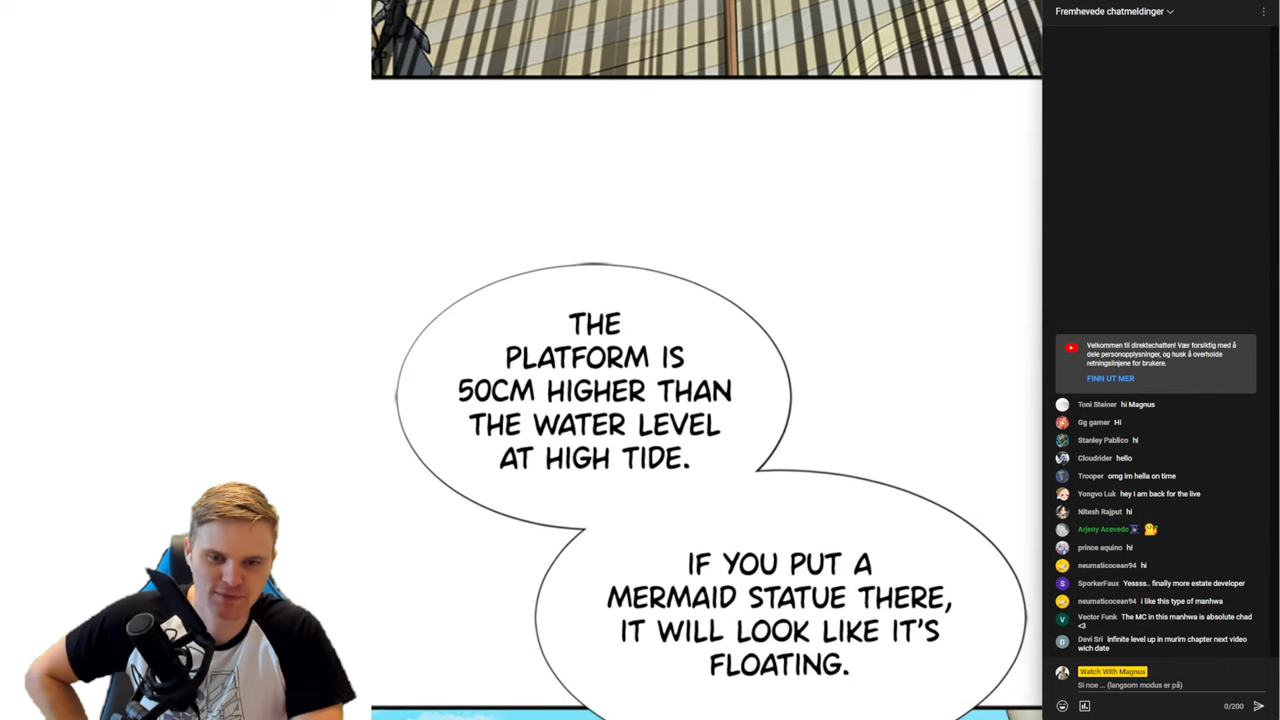 THE
PLATFORM IS
50CM HIGHER THAN
THE WATER LEVEL
AT HIGH TIDE.
IF YOU PUT A
MERMAID STATUE THERE,
IT WILL LOOK LIKE IT'S
FLOATING.
Fremhevede chatmeldinger
Velkommen til direktechatten! Vær forsiktig med å
dele personopplysninger, og husk å overholde
retningslinjene for brukere.
FINN UT MER
Toni Steiner hi Magnus
Gg gamer Hi
Stanley Pablico hi
Cloudrider hello
Trooper omg im hella on time
Yongvo Luk hey I am back for the live
Nitesh Rajput hi
Arjeny Acevedo
prince aquino hi
neumaticocean94 hi
S SporkerFaux Yessss.. finally more estate developer
neumaticocean94 i like this type of manhwa
V Vector Funk The MC in this manhwa is absolute chad
<3
D Devi Sri infinite level up in murim chapter next video
wich date
Watch With Magnus
Si noe ... (langsom modus er på)
0/200